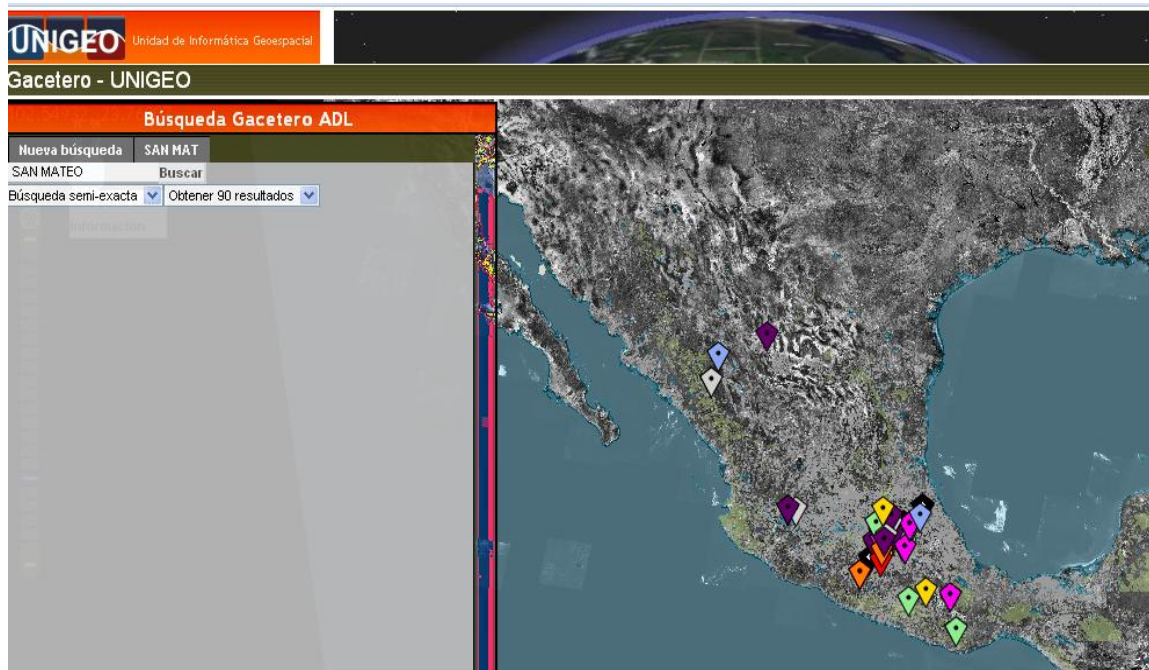 UNIGEO Unidad de Informática Geoespacial
Gacetero - UNIGEO
Búsqueda Gacetero ADL
Nueva búsqueda SAN MAT
SAN MATEO Buscar
Búsqueda semi-exacta Obtener 90 resultados
Información